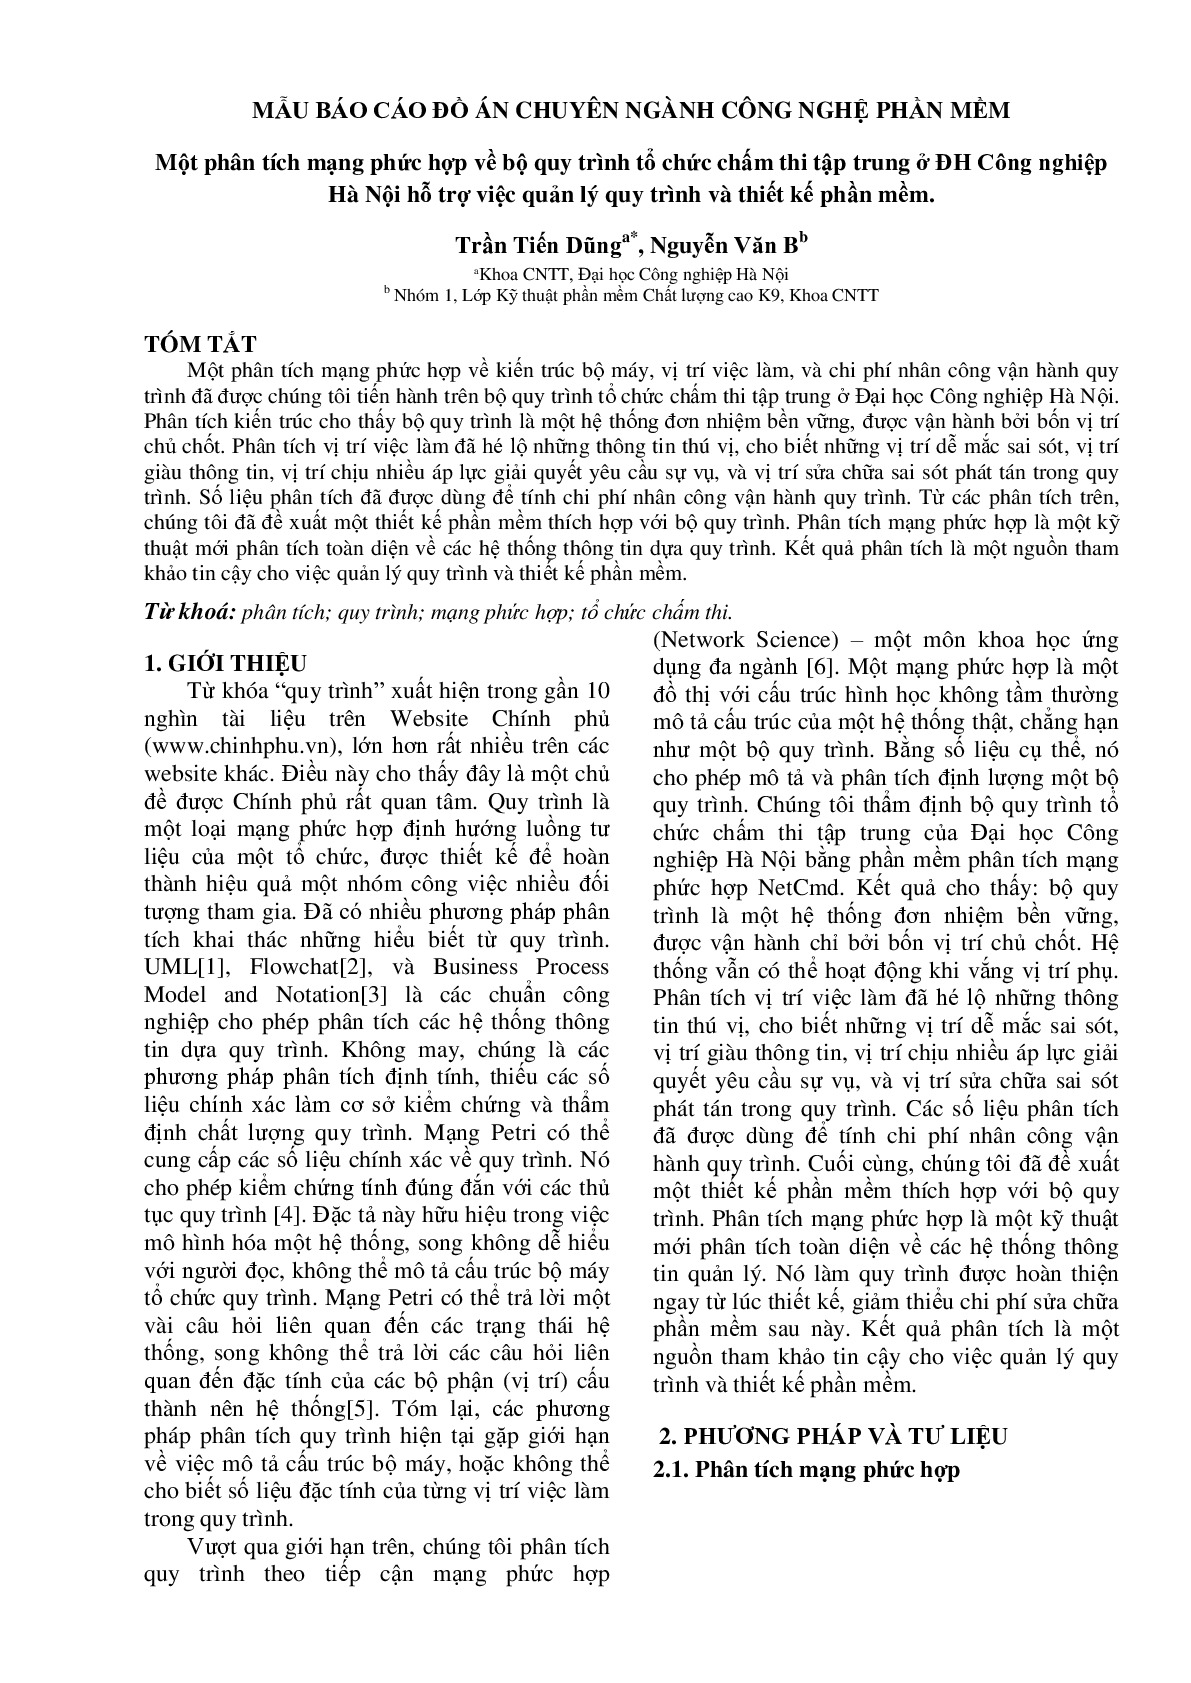 MẪU BÁO CÁO ĐỒ ÁN CHUYÊN NGÀNH CÔNG NGHỆ PHẦN MỀM
Một phân tích mạng phức hợp về bộ quy trình tổ chức chấm thi tập trung ở ĐH Công nghiệp
Hà Nội hỗ trợ việc quản lý quy trình và thiết kế phần mềm.
Trần Tiến Dũngᵃ*, Nguyễn Văn Bᵇ
ᵃKhoa CNTT, Đại học Công nghiệp Hà Nội
ᵇ Nhóm 1, Lớp Kỹ thuật phần mềm Chất lượng cao K9, Khoa CNTT
TÓM TẮT
Một phân tích mạng phức hợp về kiến trúc bộ máy, vị trí việc làm, và chi phí nhân công vận hành quy
trình đã được chúng tôi tiến hành trên bộ quy trình tổ chức chấm thi tập trung ở Đại học Công nghiệp Hà Nội.
Phân tích kiến trúc cho thấy bộ quy trình là một hệ thống đơn nhiệm bền vững, được vận hành bởi bốn vị trí
chủ chốt. Phân tích vị trí việc làm đã hé lộ những thông tin thú vị, cho biết những vị trí dễ mắc sai sót, vị trí
giàu thông tin, vị trí chịu nhiều áp lực giải quyết yêu cầu sự vụ, và vị trí sửa chữa sai sót phát tán trong quy
trình. Số liệu phân tích đã được dùng để tính chi phí nhân công vận hành quy trình. Từ các phân tích trên,
chúng tôi đã đề xuất một thiết kế phần mềm thích hợp với bộ quy trình. Phân tích mạng phức hợp là một kỹ
thuật mới phân tích toàn diện về các hệ thống thông tin dựa quy trình. Kết quả phân tích là một nguồn tham
khảo tin cậy cho việc quản lý quy trình và thiết kế phần mềm.
Từ khoá: phân tích; quy trình; mạng phức hợp; tổ chức chấm thi.
1. GIỚI THIỆU
Từ khóa “quy trình” xuất hiện trong gần 10
nghìn tài liệu trên Website Chính phủ
(www.chinhphu.vn), lớn hơn rất nhiều trên các
website khác. Điều này cho thấy đây là một chủ
đề được Chính phủ rất quan tâm. Quy trình là
một loại mạng phức hợp định hướng luồng tư
liệu của một tổ chức, được thiết kế để hoàn
thành hiệu quả một nhóm công việc nhiều đối
tượng tham gia. Đã có nhiều phương pháp phân
tích khai thác những hiểu biết từ quy trình.
UML[1], Flowchat[2], và Business Process
Model and Notation[3] là các chuẩn công
nghiệp cho phép phân tích các hệ thống thông
tin dựa quy trình. Không may, chúng là các
phương pháp phân tích định tính, thiếu các số
liệu chính xác làm cơ sở kiểm chứng và thẩm
định chất lượng quy trình. Mạng Petri có thể
cung cấp các số liệu chính xác về quy trình. Nó
cho phép kiểm chứng tính đúng đắn với các thủ
tục quy trình [4]. Đặc tả này hữu hiệu trong việc
mô hình hóa một hệ thống, song không dễ hiểu
với người đọc, không thể mô tả cấu trúc bộ máy
tổ chức quy trình. Mạng Petri có thể trả lời một
vài câu hỏi liên quan đến các trạng thái hệ
thống, song không thể trả lời các câu hỏi liên
quan đến đặc tính của các bộ phận (vị trí) cấu
thành nên hệ thống[5]. Tóm lại, các phương
pháp phân tích quy trình hiện tại gặp giới hạn
về việc mô tả cấu trúc bộ máy, hoặc không thể
cho biết số liệu đặc tính của từng vị trí việc làm
trong quy trình.
Vượt qua giới hạn trên, chúng tôi phân tích
quy trình theo tiếp cận mạng phức hợp
(Network Science) – một môn khoa học ứng
dụng đa ngành [6]. Một mạng phức hợp là một
đồ thị với cấu trúc hình học không tầm thường
mô tả cấu trúc của một hệ thống thật, chẳng hạn
như một bộ quy trình. Bằng số liệu cụ thể, nó
cho phép mô tả và phân tích định lượng một bộ
quy trình. Chúng tôi thẩm định bộ quy trình tổ
chức chấm thi tập trung của Đại học Công
nghiệp Hà Nội bằng phần mềm phân tích mạng
phức hợp NetCmd. Kết quả cho thấy: bộ quy
trình là một hệ thống đơn nhiệm bền vững,
được vận hành chỉ bởi bốn vị trí chủ chốt. Hệ
thống vẫn có thể hoạt động khi vắng vị trí phụ.
Phân tích vị trí việc làm đã hé lộ những thông
tin thú vị, cho biết những vị trí dễ mắc sai sót,
vị trí giàu thông tin, vị trí chịu nhiều áp lực giải
quyết yêu cầu sự vụ, và vị trí sửa chữa sai sót
phát tán trong quy trình. Các số liệu phân tích
đã được dùng để tính chi phí nhân công vận
hành quy trình. Cuối cùng, chúng tôi đã đề xuất
một thiết kế phần mềm thích hợp với bộ quy
trình. Phân tích mạng phức hợp là một kỹ thuật
mới phân tích toàn diện về các hệ thống thông
tin quản lý. Nó làm quy trình được hoàn thiện
ngay từ lúc thiết kế, giảm thiểu chi phí sửa chữa
phần mềm sau này. Kết quả phân tích là một
nguồn tham khảo tin cậy cho việc quản lý quy
trình và thiết kế phần mềm.
2. PHƯƠNG PHÁP VÀ TƯ LIỆU
2.1. Phân tích mạng phức hợp